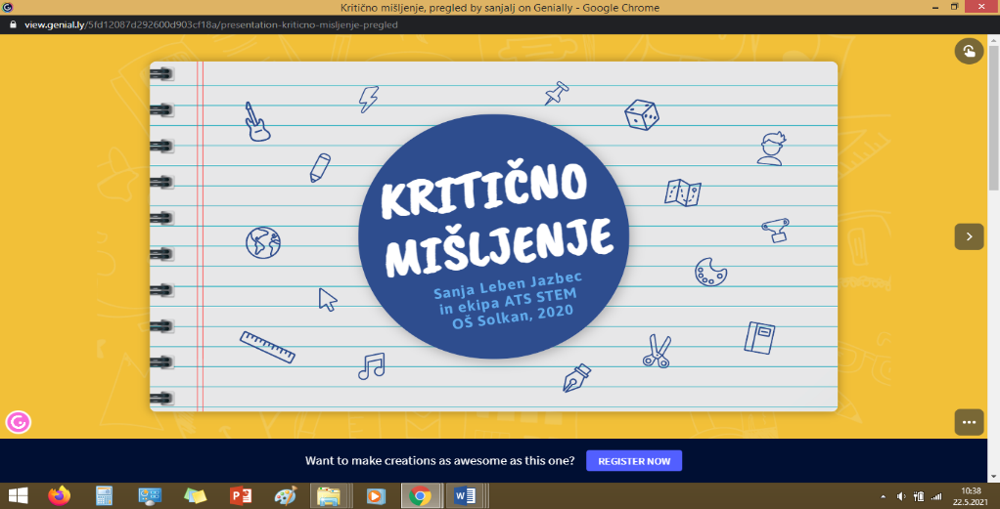 Kritično mišljenje, pregled by sanjalj on Genially - Google Chrome
view.genial.ly/5fd12087d292600d903cf18a/presentation-kriticno-misljenje-pregled
KRITIČNO
MIŠLJENJE
Sanja Leben Jazbec
in ekipa ATS STEM
OŠ Solkan, 2020
Want to make creations as awesome as this one?
REGISTER NOW
10:38
22.5.2021